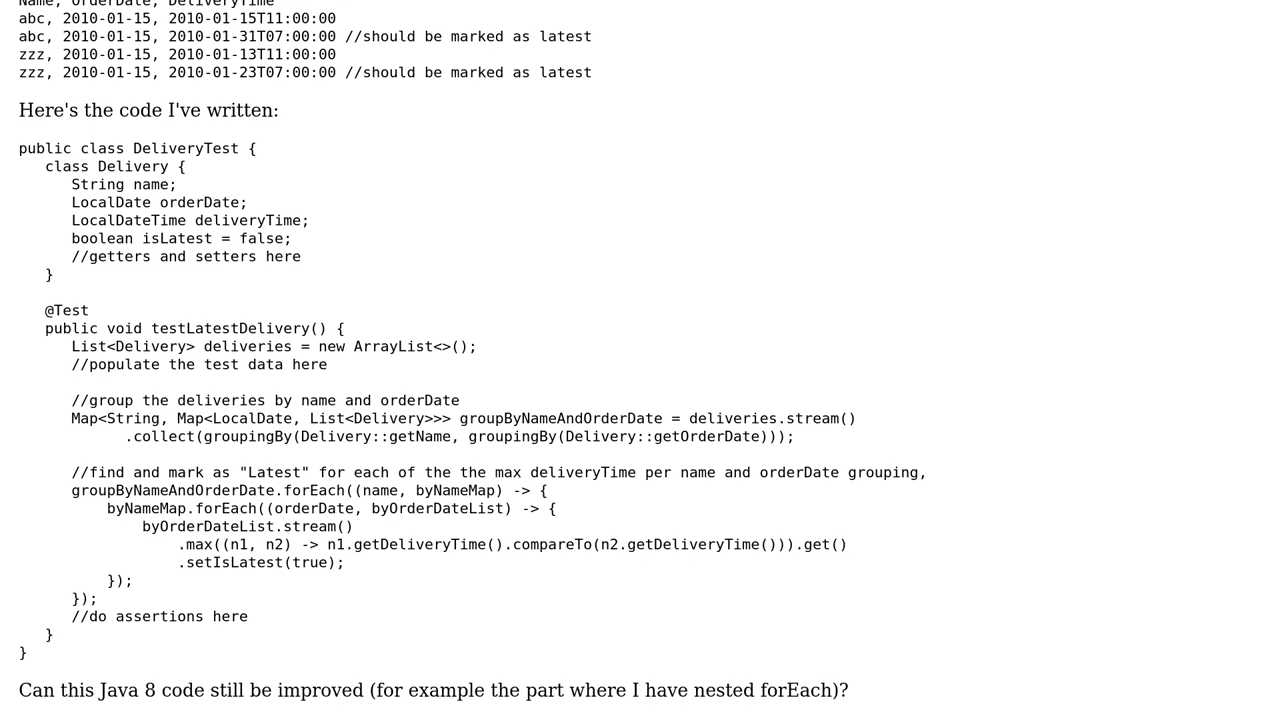 Name, OrderDate, DeliveryTime
abc, 2010-01-15, 2010-01-15T11:00:00
abc, 2010-01-15, 2010-01-31T07:00:00 //should be marked as latest
zzz, 2010-01-15, 2010-01-13T11:00:00
zzz, 2010-01-15, 2010-01-23T07:00:00 //should be marked as latest
Here's the code I've written:
public class DeliveryTest {
   class Delivery {
      String name;
      LocalDate orderDate;
      LocalDateTime deliveryTime;
      boolean isLatest = false;
      //getters and setters here
   }
   @Test
   public void testLatestDelivery() {
      List<Delivery> deliveries = new ArrayList<>();
      //populate the test data here
      //group the deliveries by name and orderDate
      Map<String, Map<LocalDate, List<Delivery>>> groupByNameAndOrderDate = deliveries.stream()
            .collect(groupingBy(Delivery::getName, groupingBy(Delivery::getOrderDate)));
      //find and mark as "Latest" for each of the the max deliveryTime per name and orderDate grouping,
      groupByNameAndOrderDate.forEach((name, byNameMap) -> {
          byNameMap.forEach((orderDate, byOrderDateList) -> {
              byOrderDateList.stream()
                  .max((n1, n2) -> n1.getDeliveryTime().compareTo(n2.getDeliveryTime())).get()
                  .setIsLatest(true);
          });
      });
      //do assertions here
   }
}
Can this Java 8 code still be improved (for example the part where I have nested forEach)?